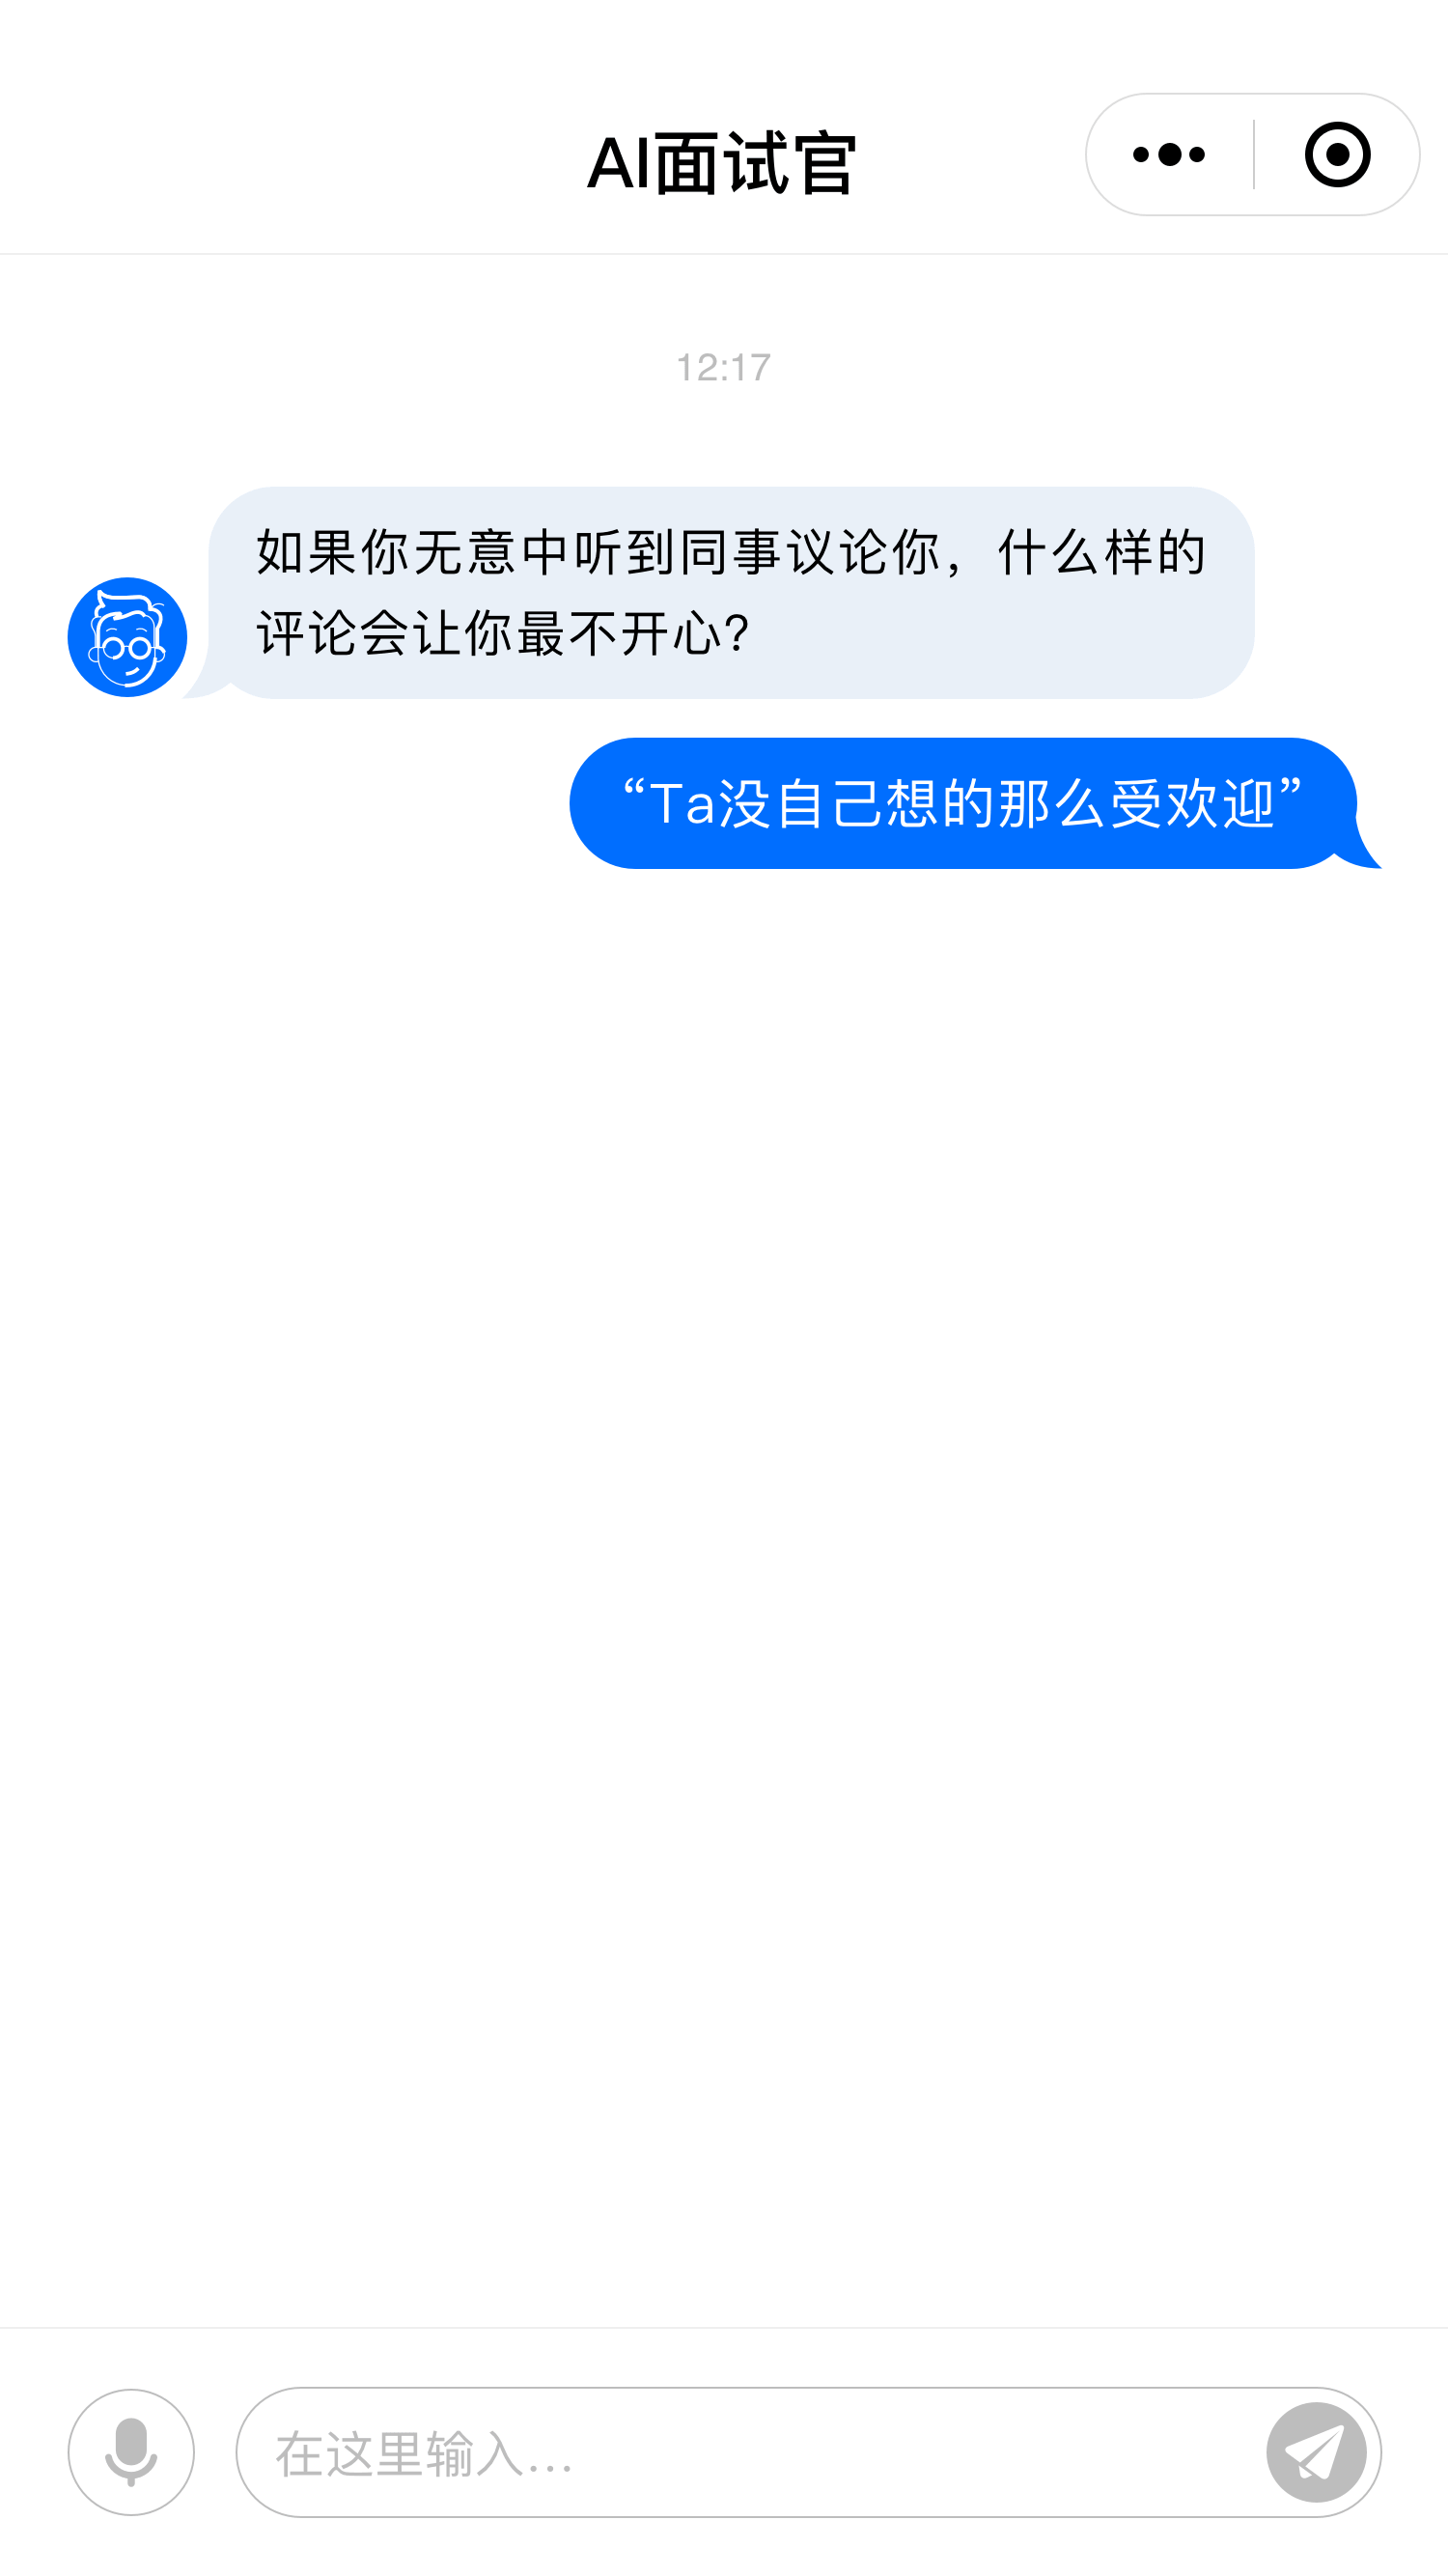 AI面试官
12:17
如果你无意中听到同事议论你，什么样的
评论会让你最不开心？
“Ta没自己想的那么受欢迎”
在这里输入...